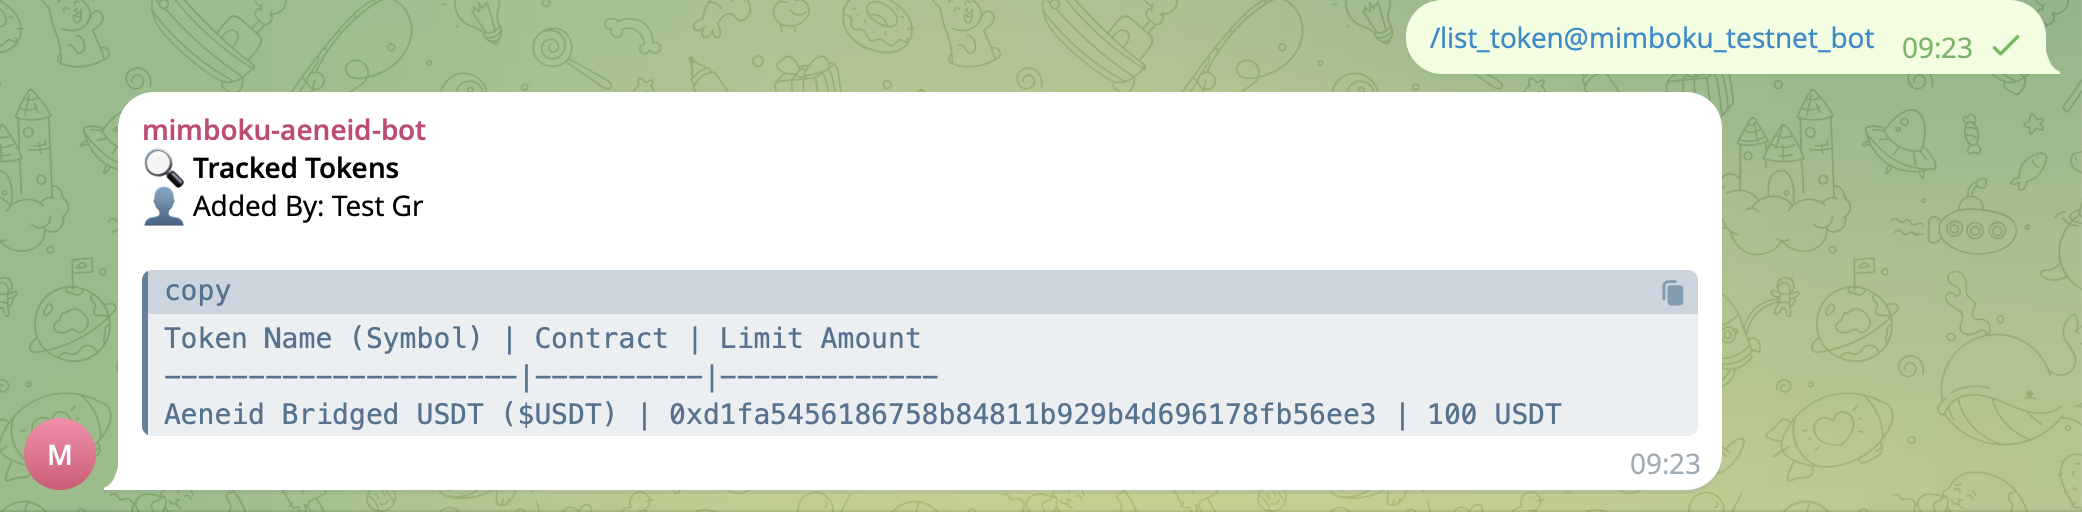 /list_token@mimboku_testnet_bot 09:23
mimboku-aeneid-bot
Tracked Tokens
Added By: Test Gr
copy
Token Name (Symbol) | Contract | Limit Amount
---------------------|----------|-------------
Aeneid Bridged USDT ($USDT) | 0xd1fa5456186758b84811b929b4d696178fb56ee3 | 100 USDT
M
09:23